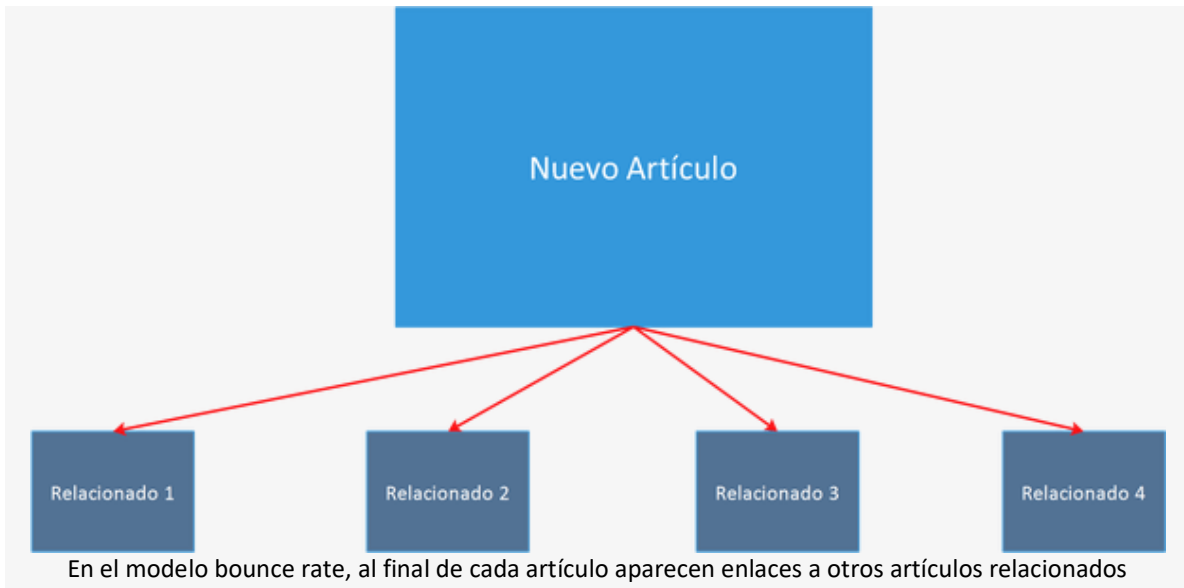 Nuevo Artículo
Relacionado 1
Relacionado 2
Relacionado 3
Relacionado 4
En el modelo bounce rate, al final de cada artículo aparecen enlaces a otros artículos relacionados